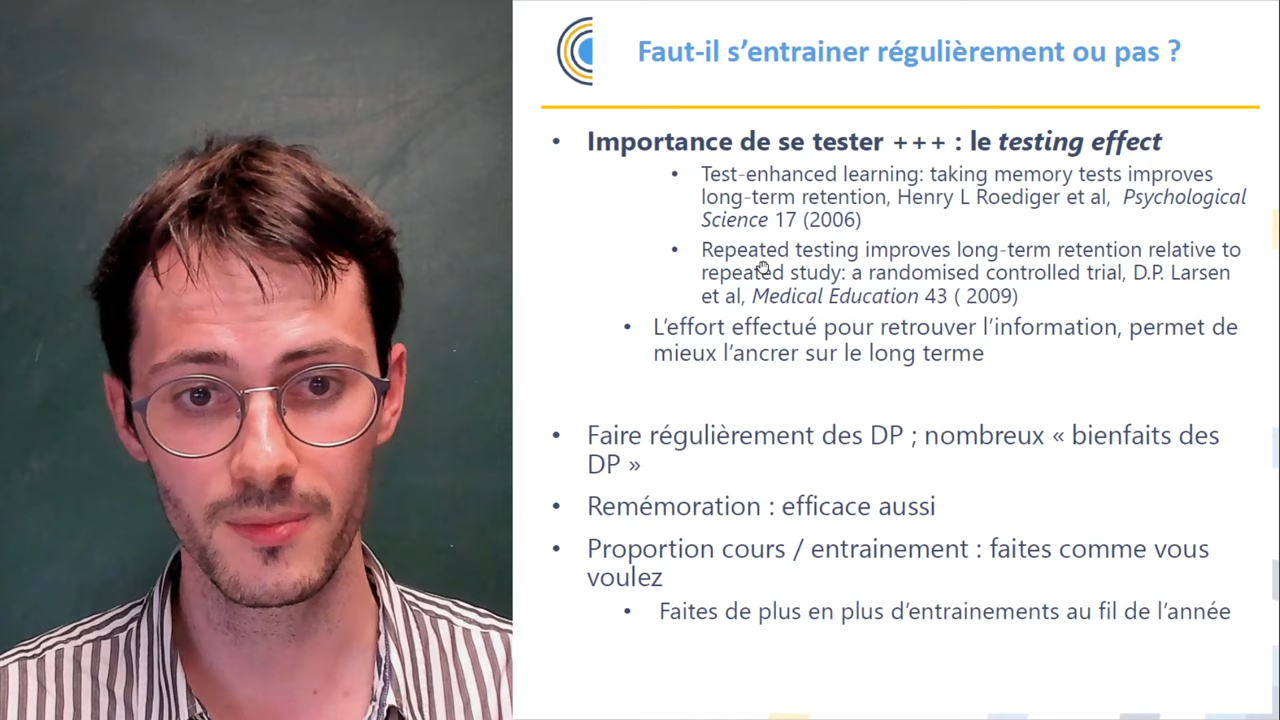 Faut-il s’entrainer régulièrement ou pas ?
• Importance de se tester +++ : le testing effect
• Test-enhanced learning: taking memory tests improves
long-term retention, Henry L Roediger et al, Psychological
Science 17 (2006)
• Repeated testing improves long-term retention relative to
repeated study: a randomised controlled trial, D.P. Larsen
et al, Medical Education 43 ( 2009)
• L’effort effectué pour retrouver l’information, permet de
mieux l’ancrer sur le long terme
• Faire régulièrement des DP ; nombreux « bienfaits des
DP »
• Remémoration : efficace aussi
• Proportion cours / entrainement : faites comme vous
voulez
• Faites de plus en plus d’entrainements au fil de l’année